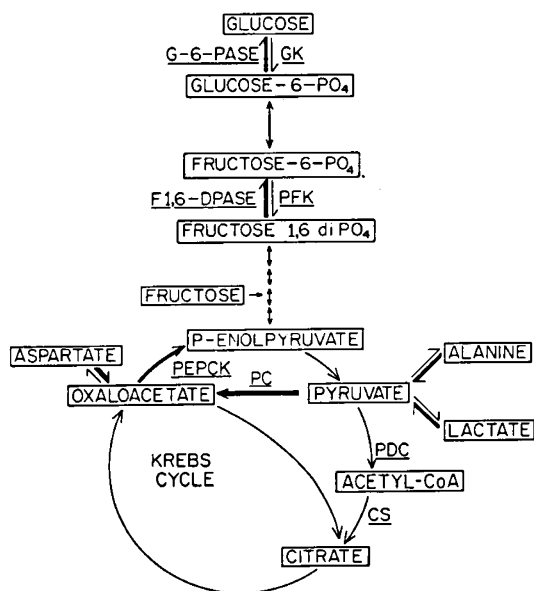 GLUCOSE
G-6-PASE GK
GLUCOSE-6-PO4
FRUCTOSE-6-PO4
F1,6-DPASE PFK
FRUCTOSE 1,6 di PO4
FRUCTOSE
P-ENOLPYRUVATE
ASPARTATE
ALANINE
PEPCK
PC
OXALOACETATE
PYRUVATE
LACTATE
KREBS
CYCLE
PDC
ACETYL-CoA
CS
CITRATE